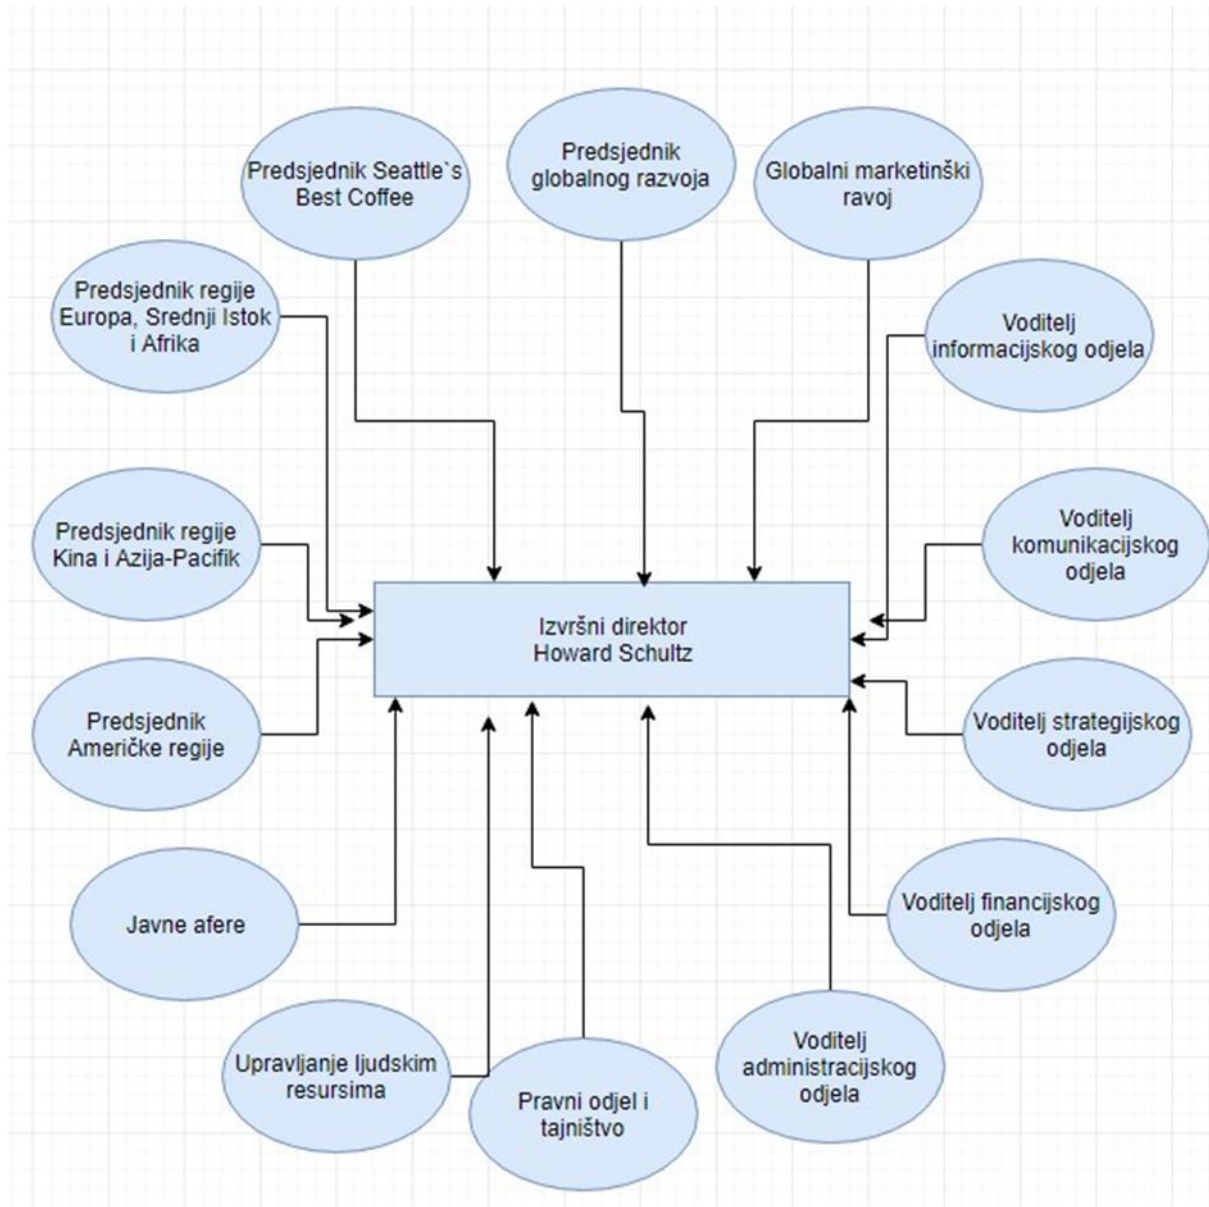 Predsjednik Seattle`s
Best Coffee
Predsjednik
globalnog razvoja
Globalni marketinški
ravoj
Predsjednik regije
Europa, Srednji Istok
i Afrika
Voditelj
informacijskog odjela
Predsjednik regije
Kina i Azija-Pacifik
Voditelj
komunikacijskog
odjela
Izvršni direktor
Howard Schultz
Predsjednik
Američke regije
Voditelj strategijskog
odjela
Javne afere
Voditelj financijskog
odjela
Upravljanje ljudskim
resursima
Pravni odjel i
tajništvo
Voditelj
administracijskog
odjela